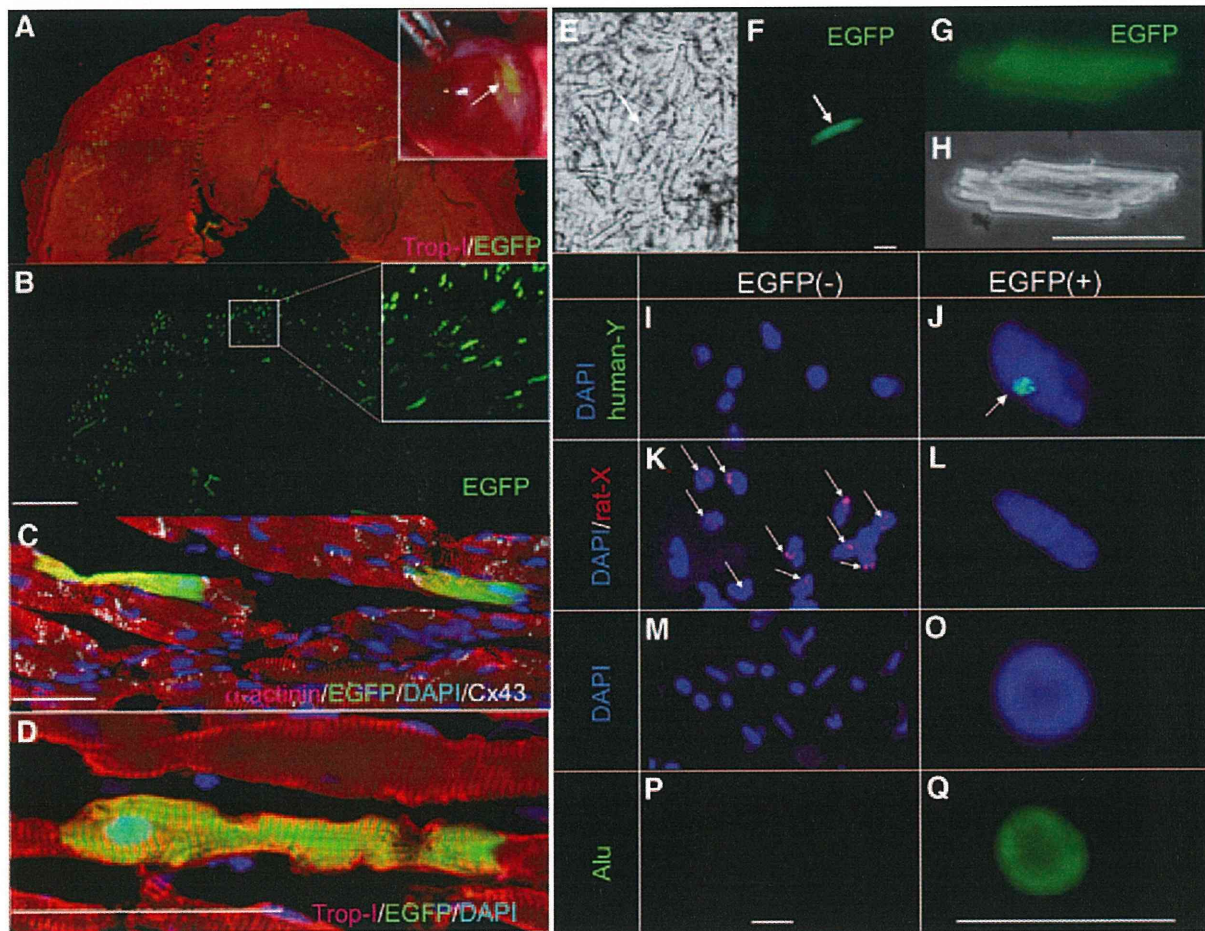 A
Trop-I/EGFP
B
EGFP
C
α-actinin/EGFP/DAPI/Cx43
D
Trop-I/EGFP/DAPI
E
F
EGFP
G
EGFP
H
EGFP(-)
EGFP(+)
DAPI
human-Y
I
J
DAPI/rat-X
K
L
DAPI
M
O
Alu
P
Q